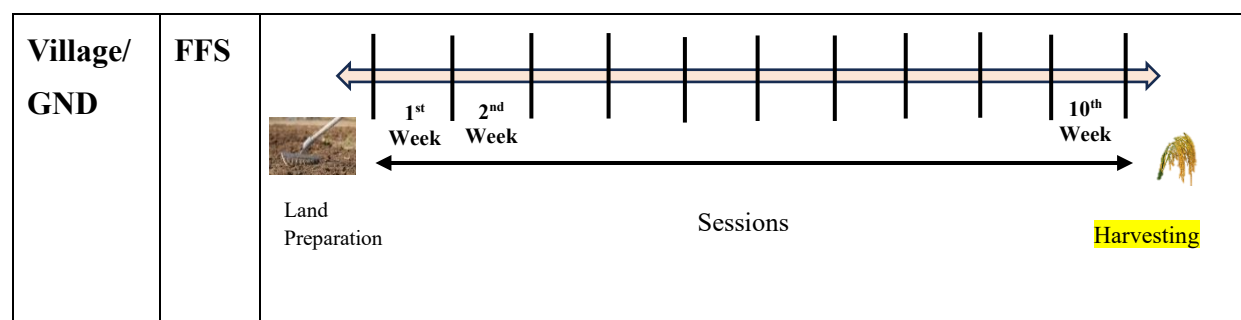 Village/
GND
FFS
1st
Week
2nd
Week
10th
Week
Land
Preparation
Sessions
Harvesting